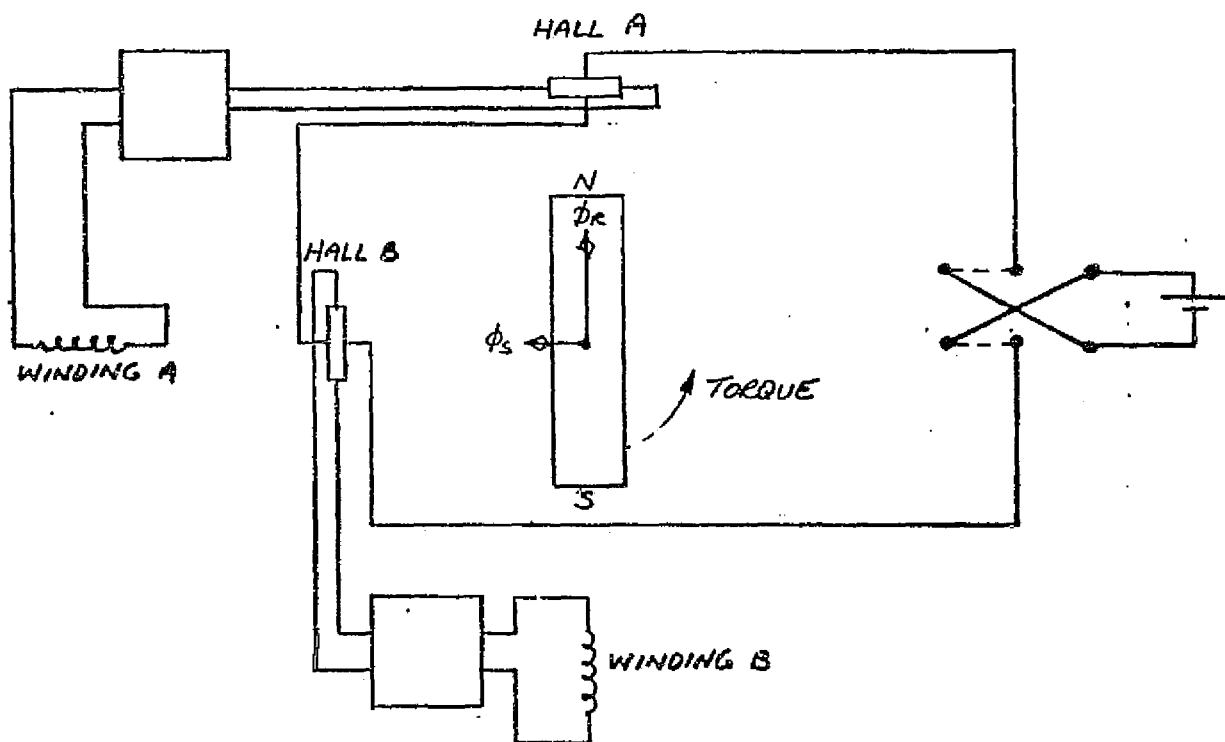 HALL A
N
ϕR
HALL B
ϕS
WINDING A
TORQUE
S
WINDING B